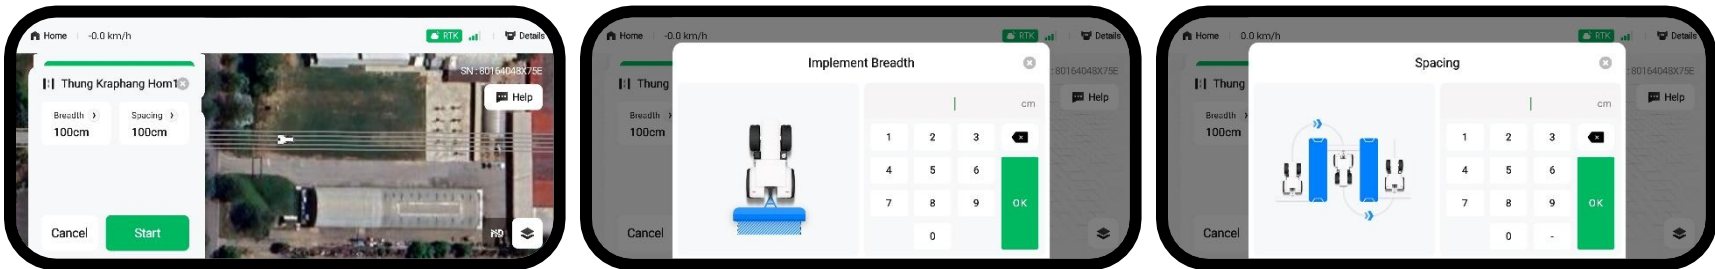 Home -0.0 km/h RTK Details
Thung Kraphang Hom1
SN : 80164048X75E
Help
Breadth > Spacing >
100cm 100cm
Cancel Start
Home -0.0 km/h RTK Details
Implement Breadth
Thung
80164048X75E
Help
cm
Breadth >
100cm
1 2 3
4 5 6
7 8 9 OK
0
Cancel
Home 0.0 km/h RTK Details
Spacing
Thung
80164048X75E
Help
cm
Breadth >
100cm
1 2 3
4 5 6
7 8 9 OK
0 -
Cancel